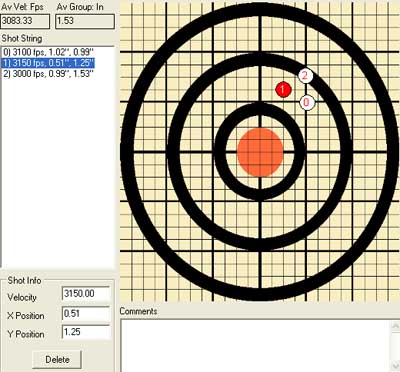 Av Vel: Fps Av Group: In
3083.33 1.53
Shot String
0) 3100 fps, 1.02", 0.99"
1) 3150 fps, 0.51", 1.25"
2) 3000 fps, 0.99", 1.53"
2
1
0
Shot Info
Velocity 3150.00
X Position 0.51
Y Position 1.25
Delete
Comments